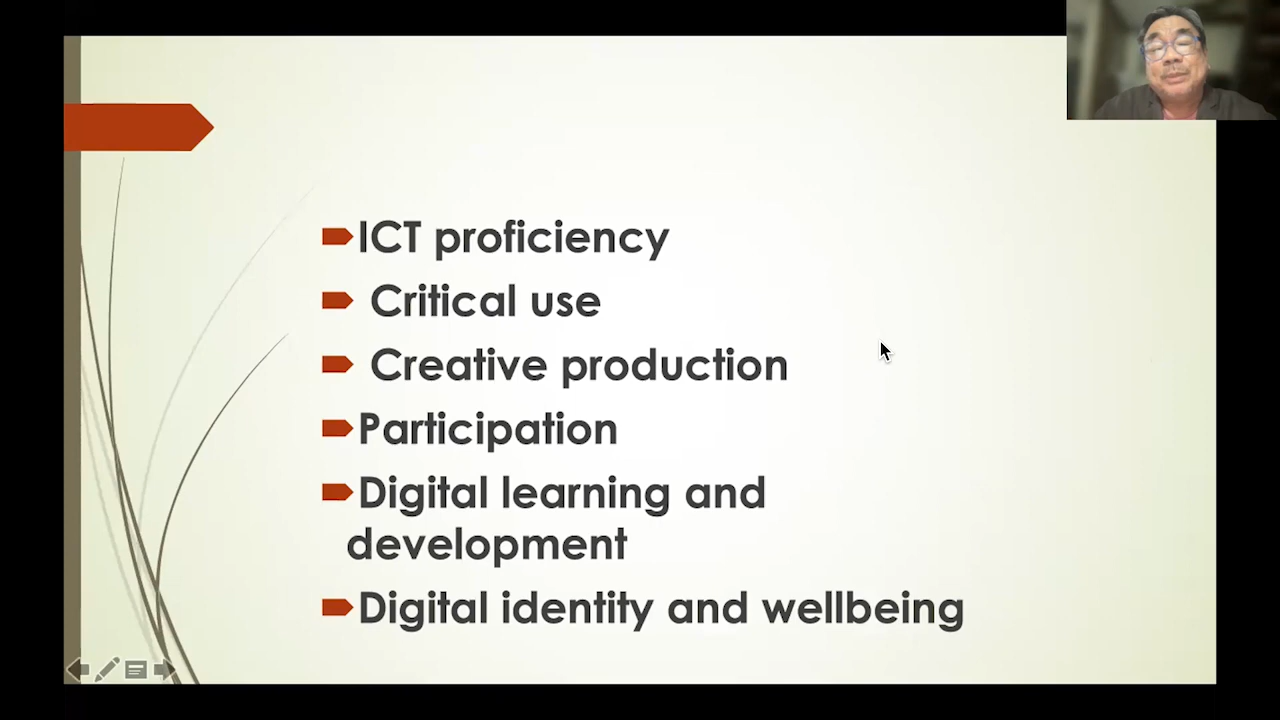 ICT proficiency
Critical use
Creative production
Participation
Digital learning and
development
Digital identity and wellbeing